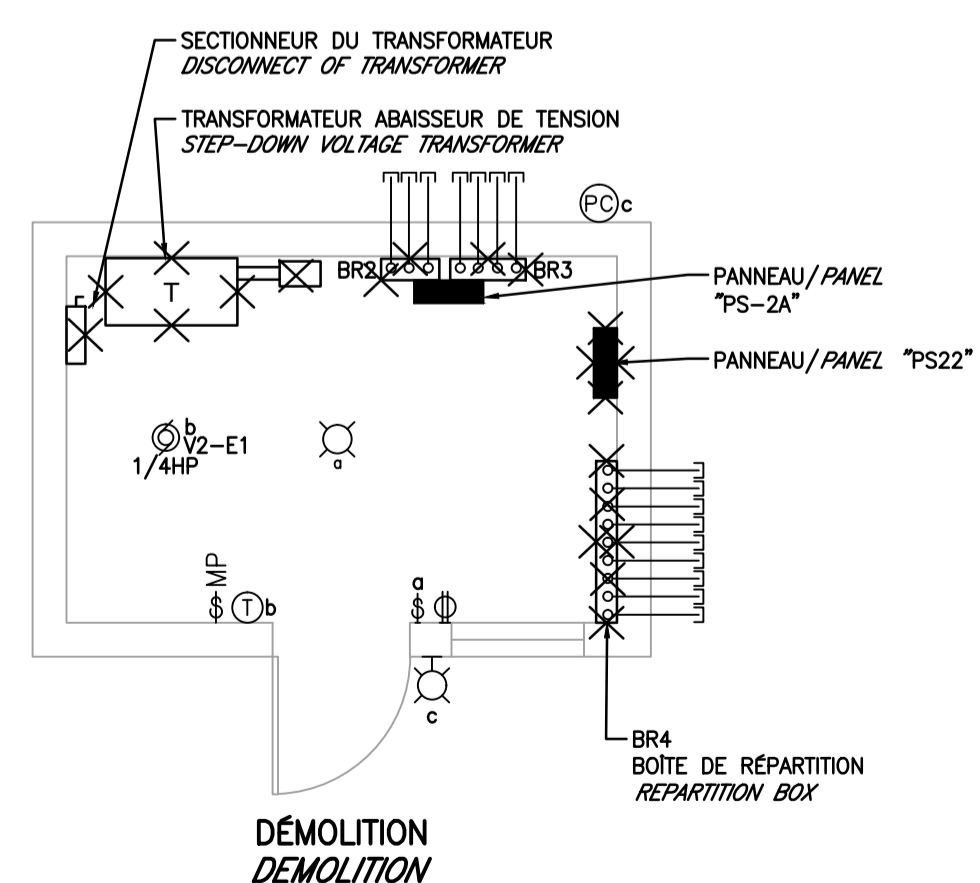 SECTIONNEUR DU TRANSFORMATEUR
DISCONNECT OF TRANSFORMER
TRANSFORMATEUR ABAISSEUR DE TENSION
STEP-DOWN VOLTAGE TRANSFORMER
PC c
BR2
BR3
T
PANNEAU/PANEL
"PS-2A"
PANNEAU/PANEL "PS22"
b
V2-E1
1/4HP
a
MP
$
T b
a
$
c
BR4
BOÎTE DE RÉPARTITION
REPARTITION BOX
DÉMOLITION
DEMOLITION